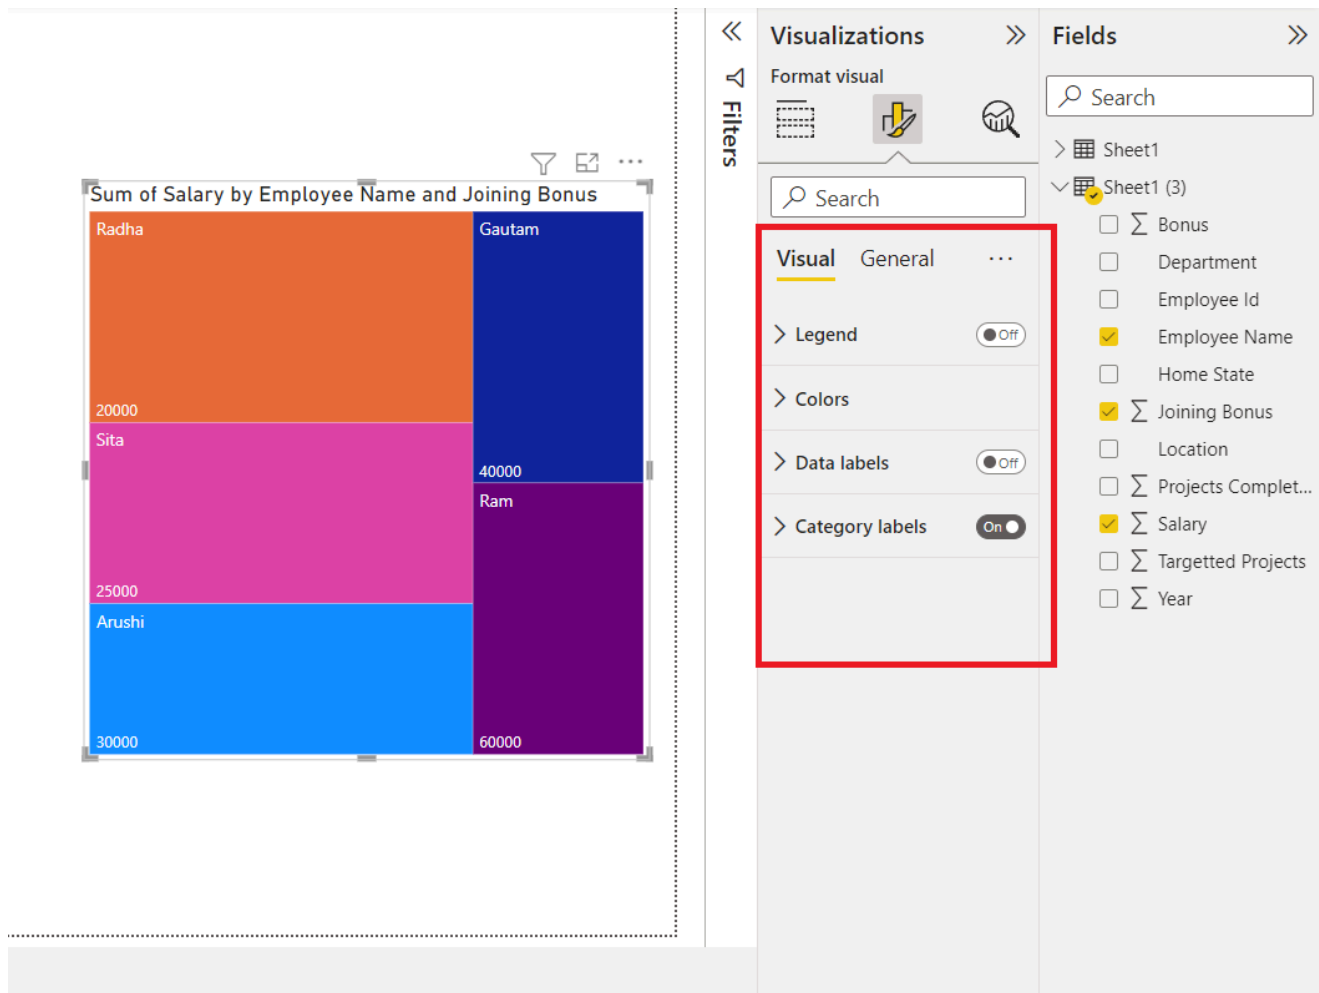 Sum of Salary by Employee Name and Joining Bonus
Radha
20000
Sita
25000
Arushi
30000
Gautam
40000
Ram
60000
Filters
Visualizations
Format visual
Search
Visual General
Legend Off
Colors
Data labels Off
Category labels On
Fields
Search
Sheet1
Sheet1 (3)
Σ Bonus
Department
Employee Id
Employee Name
Home State
Σ Joining Bonus
Location
Σ Projects Complet...
Σ Salary
Σ Targetted Projects
Σ Year